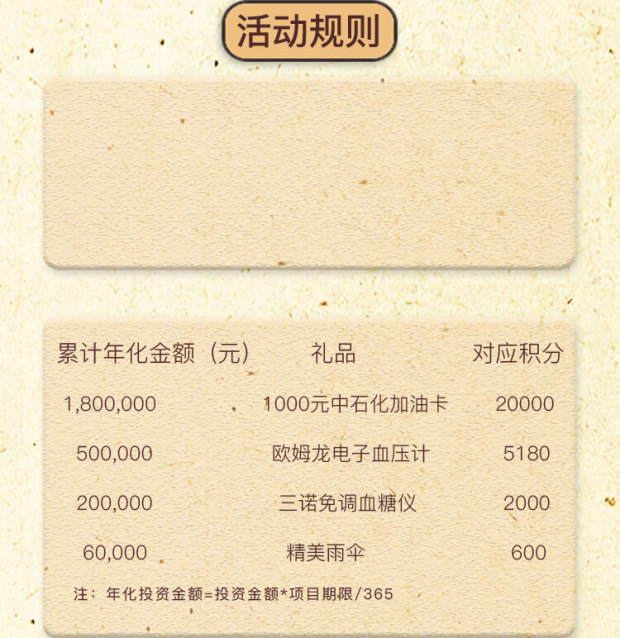 活动规则
累计年化金额（元） 礼品 对应积分
1,800,000 1000元中石化加油卡 20000
500,000 欧姆龙电子血压计 5180
200,000 三诺免调血糖仪 2000
60,000 精美雨伞 600
注：年化投资金额=投资金额*项目期限/365